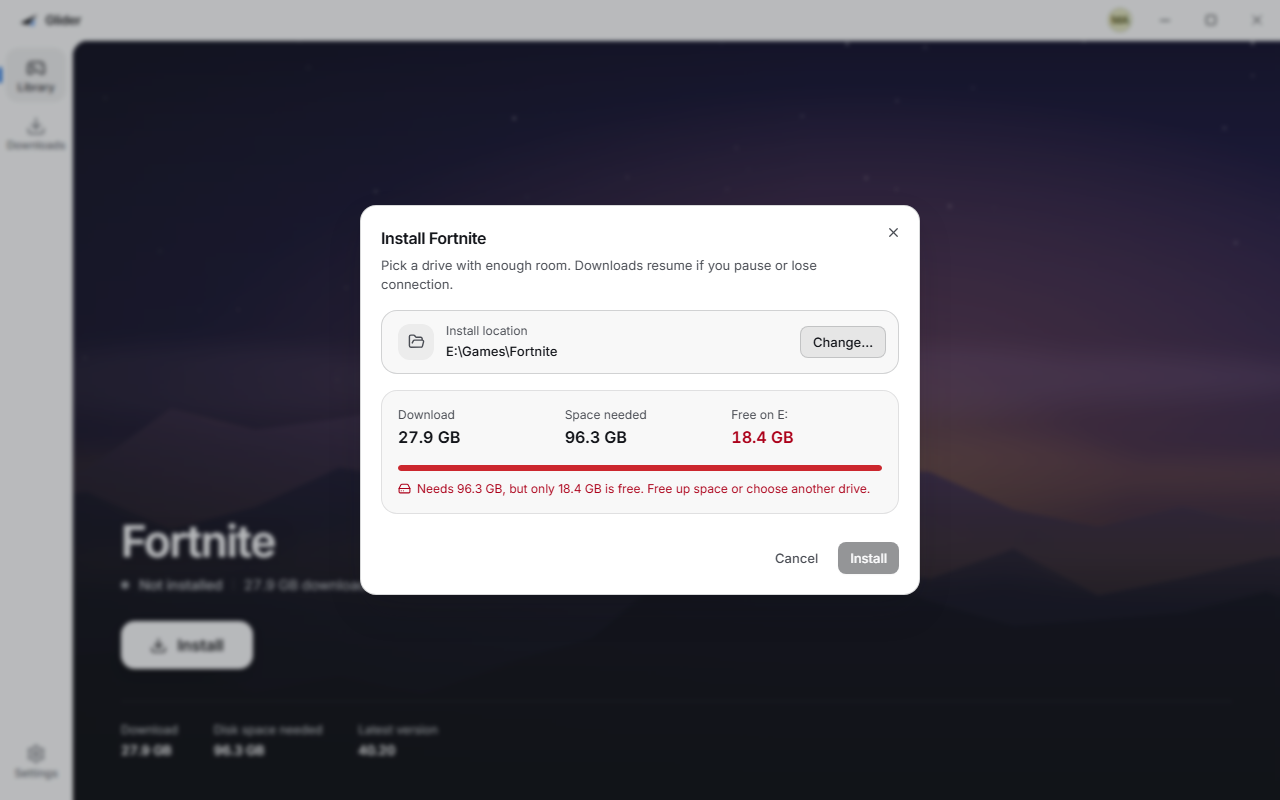 Glider
MA
Library
Downloads
Install Fortnite
Pick a drive with enough room. Downloads resume if you pause or lose
connection.
Install location
E:\Games\Fortnite
Change...
Download
Space needed
Free on E:
27.9 GB
96.3 GB
18.4 GB
Needs 96.3 GB, but only 18.4 GB is free. Free up space or choose another drive.
Cancel
Install
Fortnite
Not installed
27.9 GB download
Install
Download
Disk space needed
Latest version
27.9 GB
96.3 GB
40.20
Settings